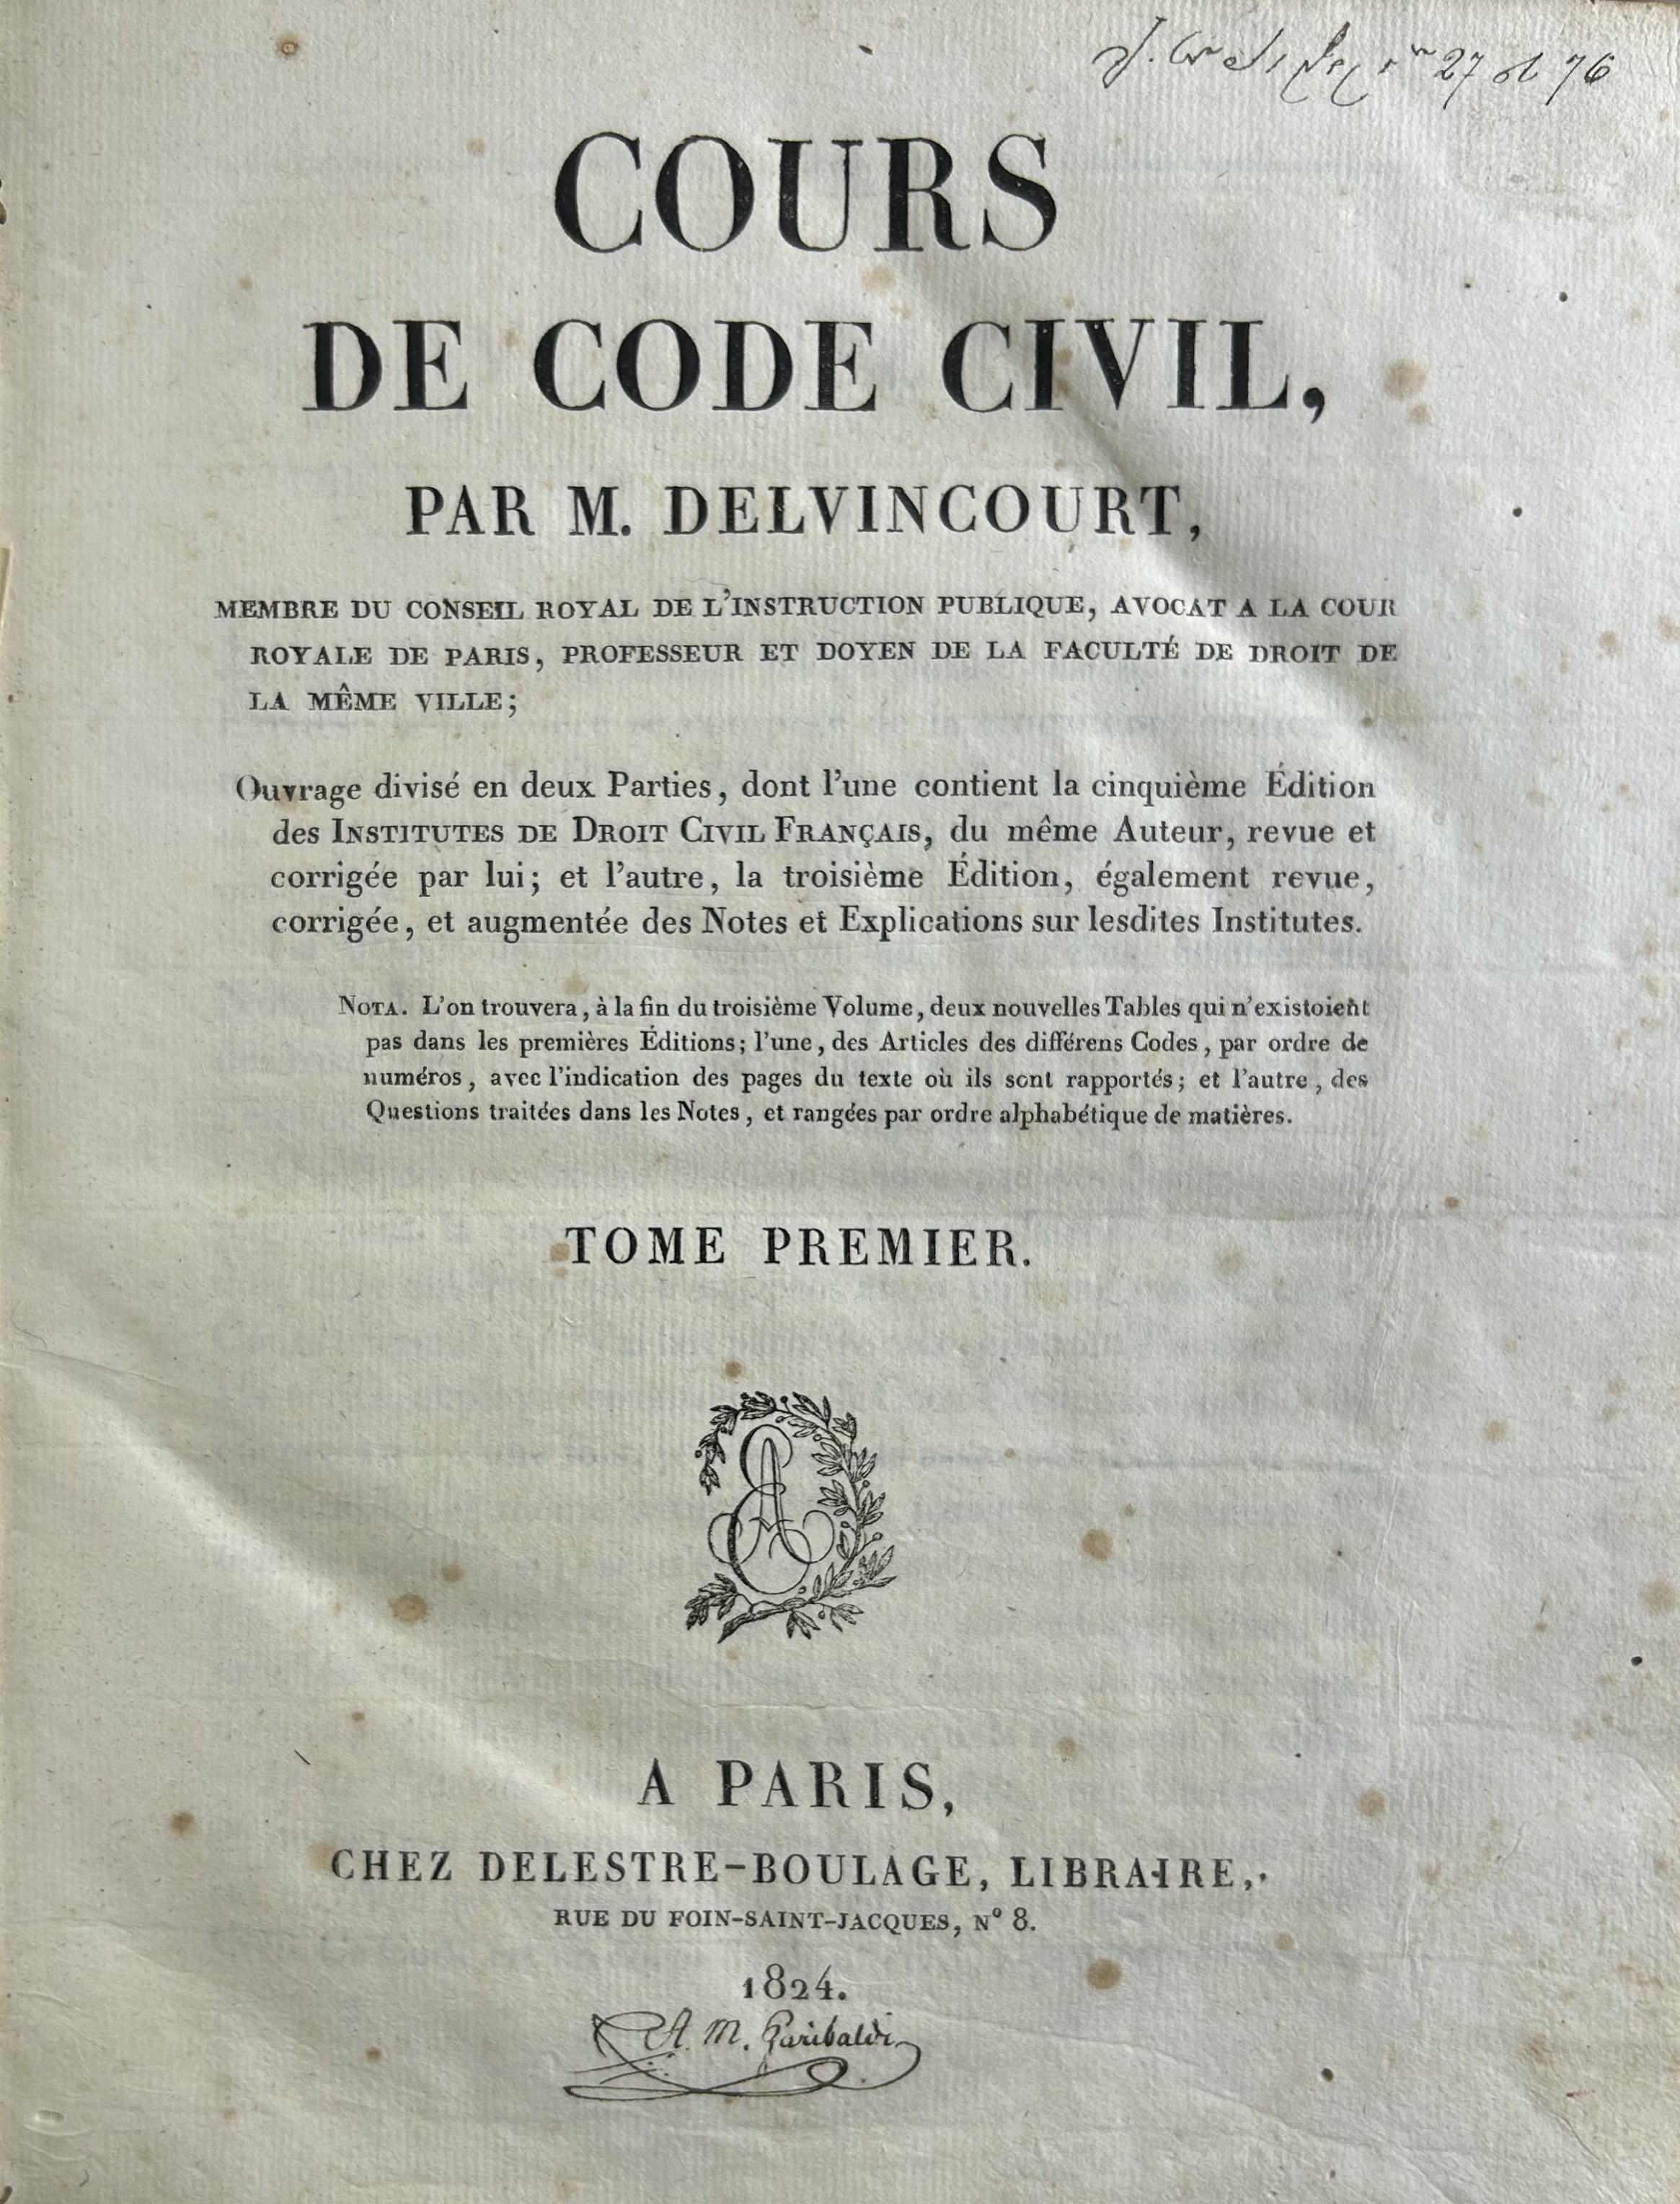 27 et 76
COURS
DE CODE CIVIL,
PAR M. DELVINCOURT,
MEMBRE DU CONSEIL ROYAL DE L'INSTRUCTION PUBLIQUE, AVOCAT A LA COUR
ROYALE DE PARIS, PROFESSEUR ET DOYEN DE LA FACULTÉ DE DROIT DE
LA MÊME VILLE;
Ouvrage divisé en deux Parties, dont l'une contient la cinquième Édition
des INSTITUTES DE DROIT CIVIL FRANÇAIS, du même Auteur, revue et
corrigée par lui; et l'autre, la troisième Édition, également revue,
corrigée, et augmentée des Notes et Explications sur lesdites Institutes.
NOTA. L'on trouvera, à la fin du troisième Volume, deux nouvelles Tables qui n'existoient
pas dans les premières Éditions; l'une, des Articles des différens Codes, par ordre de
numéros, avec l'indication des pages du texte où ils sont rapportés; et l'autre, des
Questions traitées dans les Notes, et rangées par ordre alphabétique de matières.
TOME PREMIER.
A PARIS,
CHEZ DELESTRE-BOULAGE, LIBRAIRE,
RUE DU FOIN-SAINT-JACQUES, N° 8.
1824.
A. M. Garibaldi